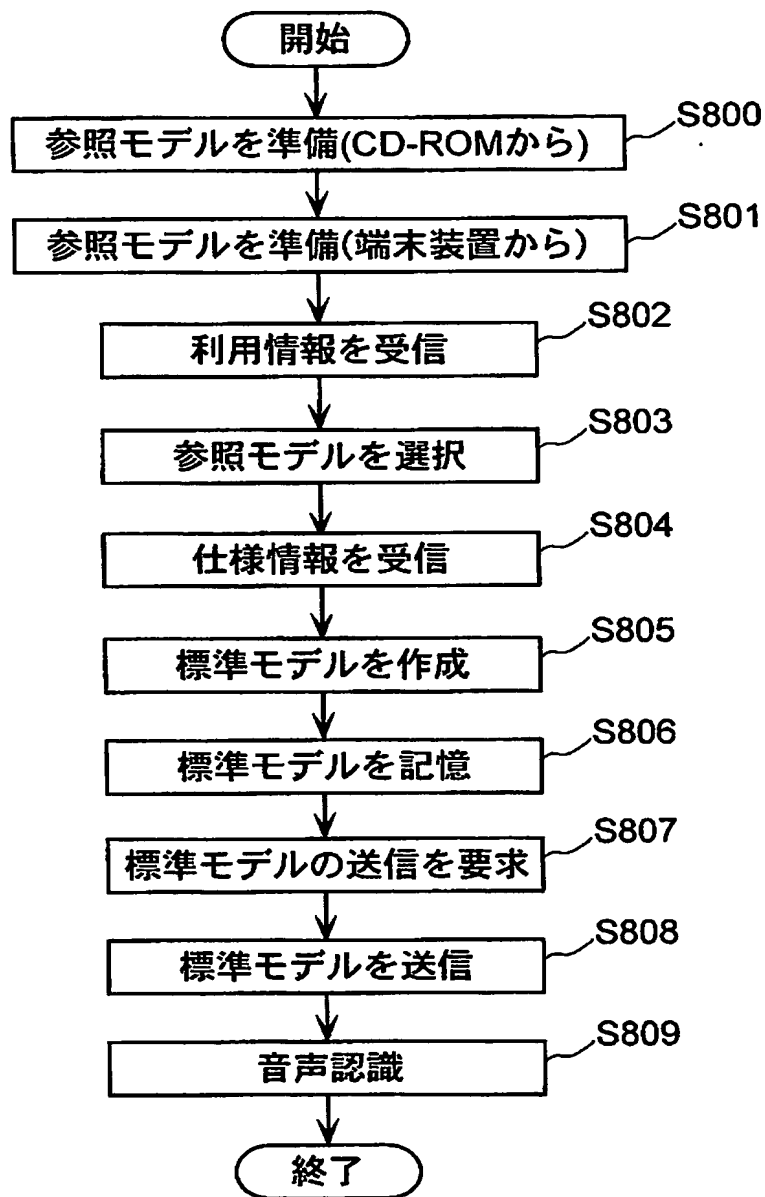 開始
S800
参照モデルを準備(CD-ROMから)
S801
参照モデルを準備(端末装置から)
S802
利用情報を受信
S803
参照モデルを選択
S804
仕様情報を受信
S805
標準モデルを作成
S806
標準モデルを記憶
S807
標準モデルの送信を要求
S808
標準モデルを送信
S809
音声認識
終了